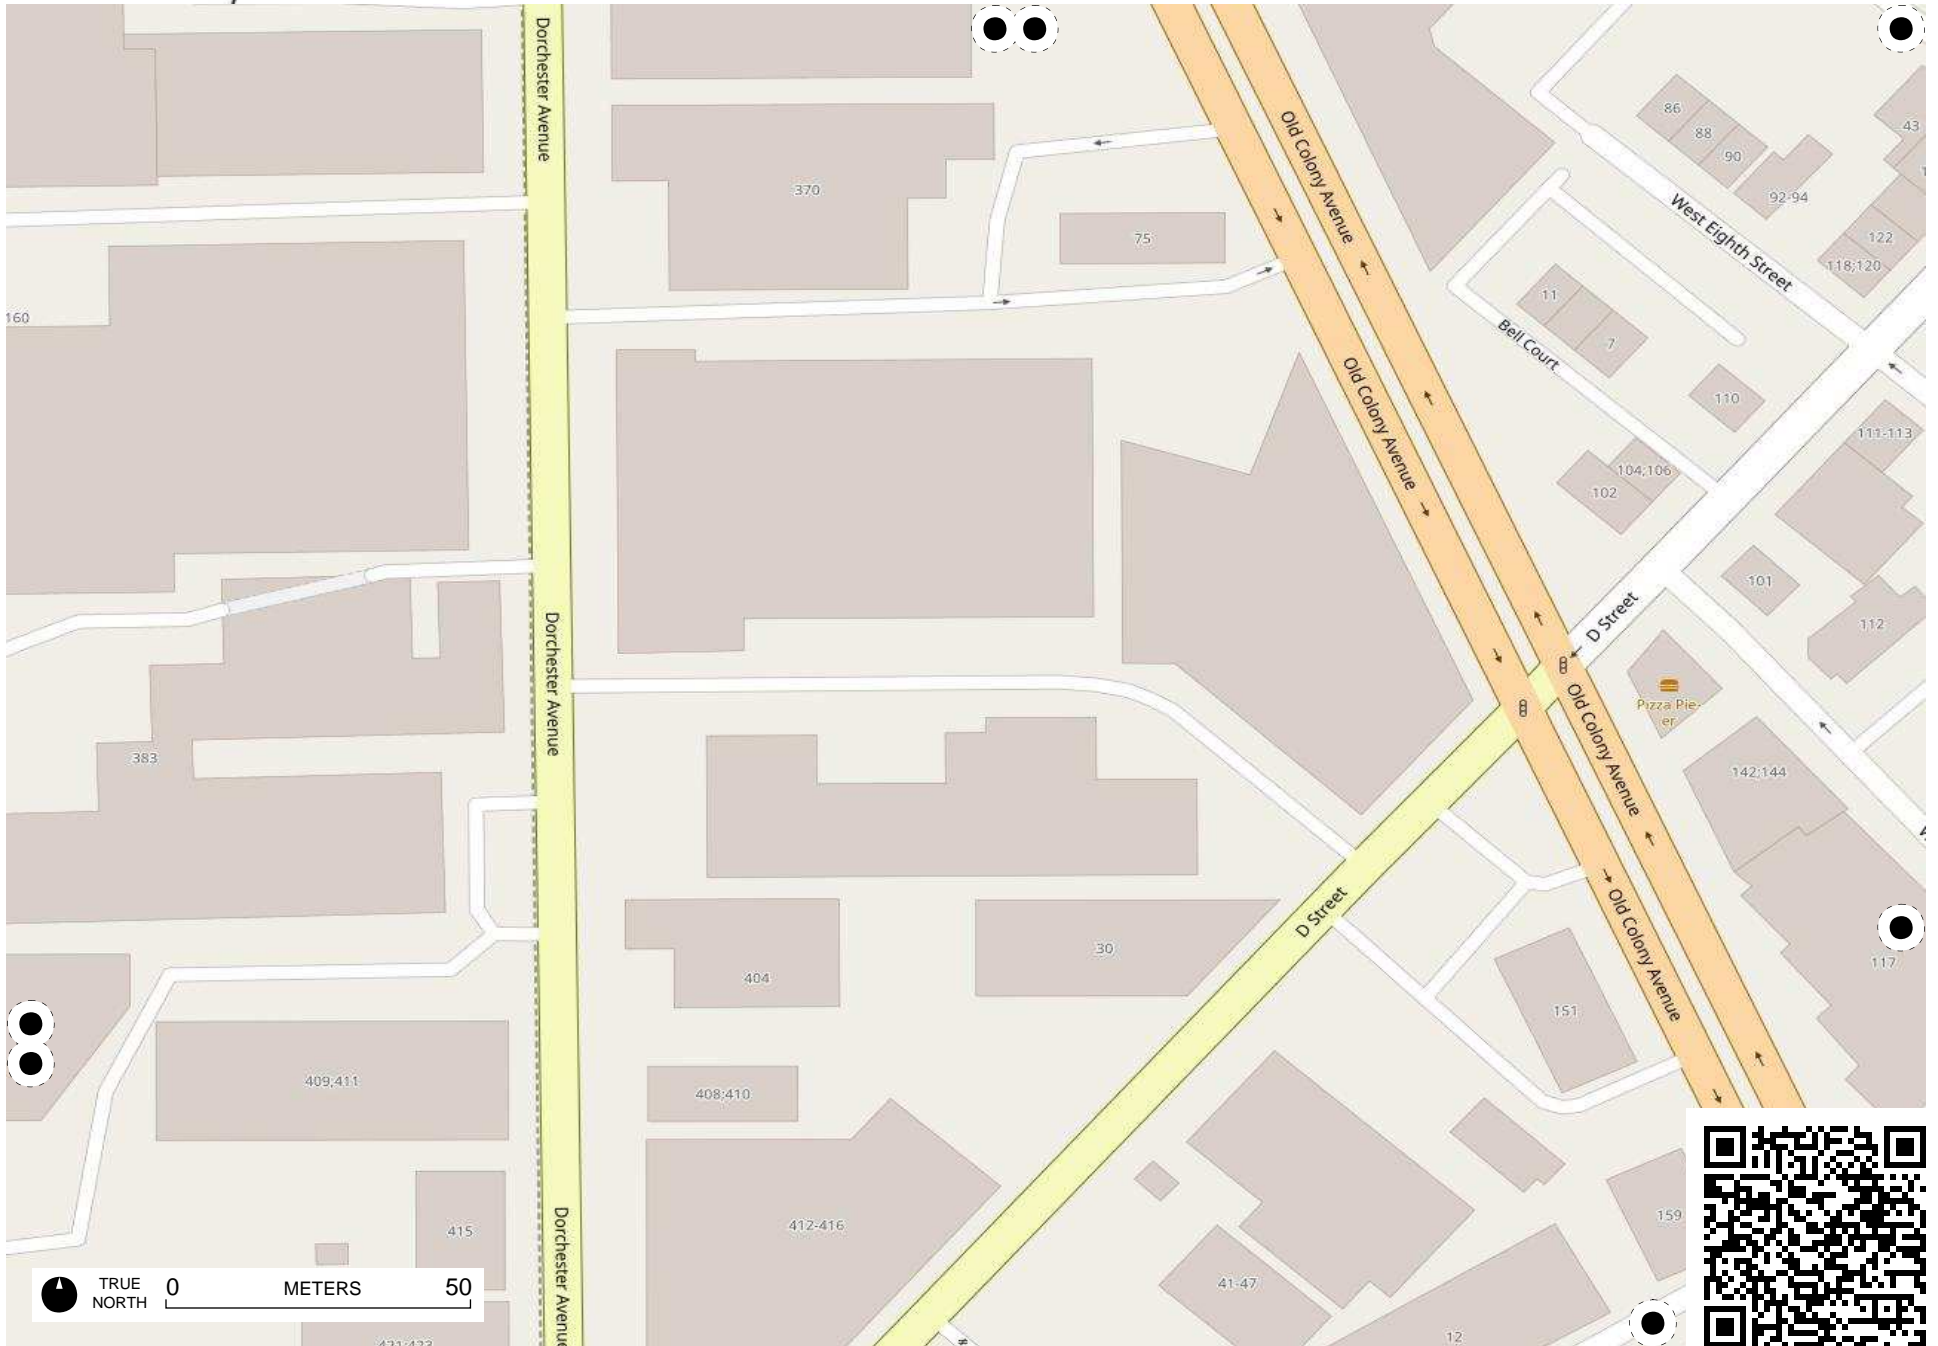 Dorchester Avenue
Old Colony Avenue
86
88
90
92-94
43
West Eighth Street
122
118;120
370
75
160
11
7
Bell Court
110
Old Colony Avenue
111-113
104;106
102
101
112
D Street
Dorchester Avenue
Pizza Pie-
er
Old Colony Avenue
383
142;144
D Street
Old Colony Avenue
404
30
117
151
409;411
408;410
Dorchester Avenue
412-416
415
159
41-47
12
421;423
TRUE
NORTH
0 METERS 50